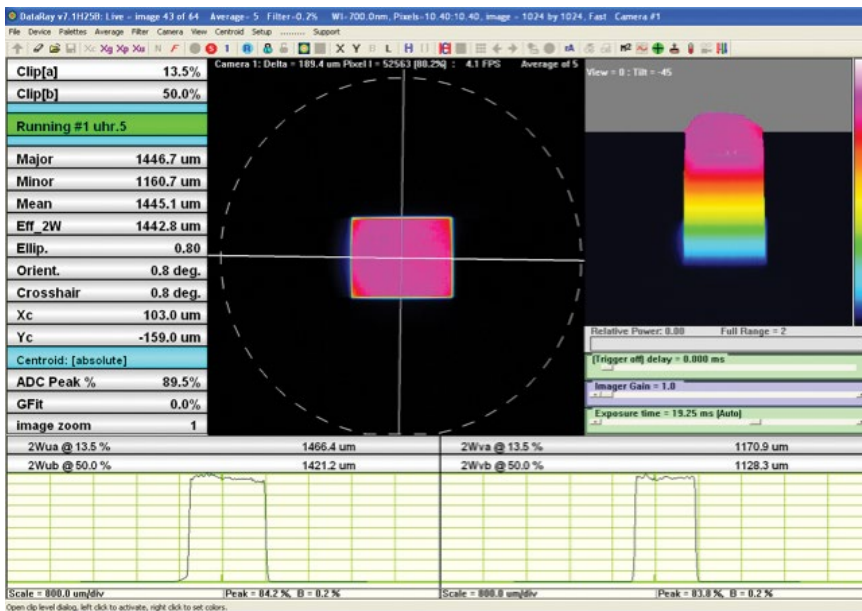 DataRay v7.1H25B: Live - image 43 of 64 Average- 5 Filter-0.2% Wl-700.0nm, Pixels-10.40:10.40, image - 1024 by 1024, Fast Camera #1
File Device Palettes Average Filter Camera View Centroid Setup ......... Support
Xc Xg Xp Xu N F S 1 X Y B L H rA M²
Clip[a] 13.5%
Clip[b] 50.0%
Running #1 uhr.5
Major 1446.7 um
Minor 1160.7 um
Mean 1445.1 um
Eff_2W 1442.8 um
Ellip. 0.80
Orient. 0.8 deg.
Crosshair 0.8 deg.
Xc 103.0 um
Yc -159.0 um
Centroid: [absolute]
ADC Peak % 89.5%
GFit 0.0%
image zoom 1
Camera 1: Delta = 189.4 um Pixel I = 52563 [80.2%] : 4.1 FPS Average of 5
View = 0 : Tilt = -45
Relative Power: 0.00 Full Range = 2
[Trigger off] delay = 0.000 ms
Imager Gain = 1.0
Exposure time = 19.25 ms [Auto]
2Wua @ 13.5 % 1466.4 um 2Wva @ 13.5 % 1170.9 um
2Wub @ 50.0 % 1421.2 um 2Wvb @ 50.0 % 1128.3 um
Scale = 800.0 um/div Peak = 84.2 %, B = 0.2 % Scale = 800.0 um/div Peak = 83.8 %, B = 0.2 %
Open clip level dialog, left click to activate, right click to set colors.